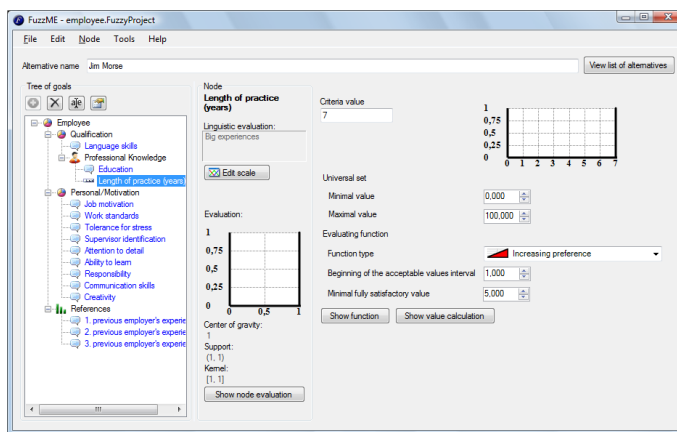 FuzzME - employee.FuzzyProject
File Edit Node Tools Help
Alternative name Jim Morse View list of alternatives
Tree of goals
a|e
Employee
Qualification
Language skills
Professional Knowledge
Education
Length of practice (years)
Personal/Motivation
Job motivation
Work standards
Tolerance for stress
Supervisor identification
Attention to detail
Ability to learn
Responsibility
Communication skills
Creativity
References
1. previous employer's experie
2. previous employer's experie
3. previous employer's experie
Node
Length of practice
(years)
Linguistic evaluation:
Big experiences
Edit scale
Evaluation:
1
0,75
0,5
0,25
0
0 0,5 1
Center of gravity:
1
Support:
(1, 1)
Kernel:
[1, 1]
Show node evaluation
Criteria value
7
1
0,75
0,5
0,25
0
0 1 2 3 4 5 6 7
Universal set
Minimal value 0,000
Maximal value 100,000
Evaluating function
Function type Increasing preference
Beginning of the acceptable values interval 1,000
Minimal fully satisfactory value 5,000
Show function Show value calculation